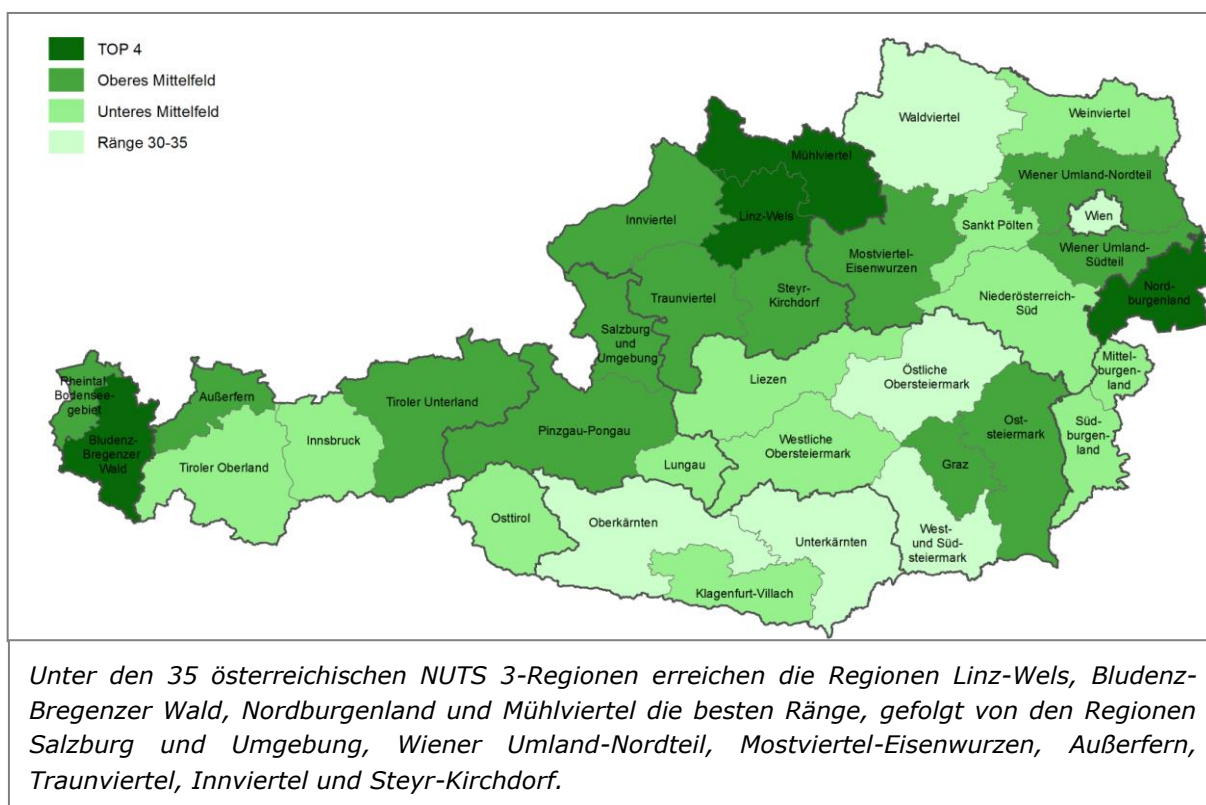 TOP 4
Oberes Mittelfeld
Unteres Mittelfeld
Ränge 30-35
Waldviertel
Weinviertel
Mühlviertel
Wiener Umland-Nordteil
Linz-Wels
Wien
Innviertel
Sankt Pölten
Mostviertel-
Eisenwurzen
Wiener Umland-
Südteil
Nord-
burgenland
Traunviertel
Steyr-
Kirchdorf
Niederösterreich-
Süd
Salzburg
und
Umgebung
Mittel-
burgen-
land
Östliche
Obersteiermark
Liezen
Rheintal
Bodensee-
gebiet
Außerfern
Tiroler Unterland
Ost-
steiermark
Süd-
burgen-
land
Pinzgau-Pongau
Innsbruck
Bludenz-
Bregenzer
Wald
Tiroler Oberland
Westliche
Obersteiermark
Lungau
Graz
Osttirol
Oberkärnten
Unterkärnten
West-
und Süd-
steiermark
Klagenfurt-Villach
Unter den 35 österreichischen NUTS 3-Regionen erreichen die Regionen Linz-Wels, Bludenz-
Bregenzer Wald, Nordburgenland und Mühlviertel die besten Ränge, gefolgt von den Regionen
Salzburg und Umgebung, Wiener Umland-Nordteil, Mostviertel-Eisenwurzen, Außerfern,
Traunviertel, Innviertel und Steyr-Kirchdorf.